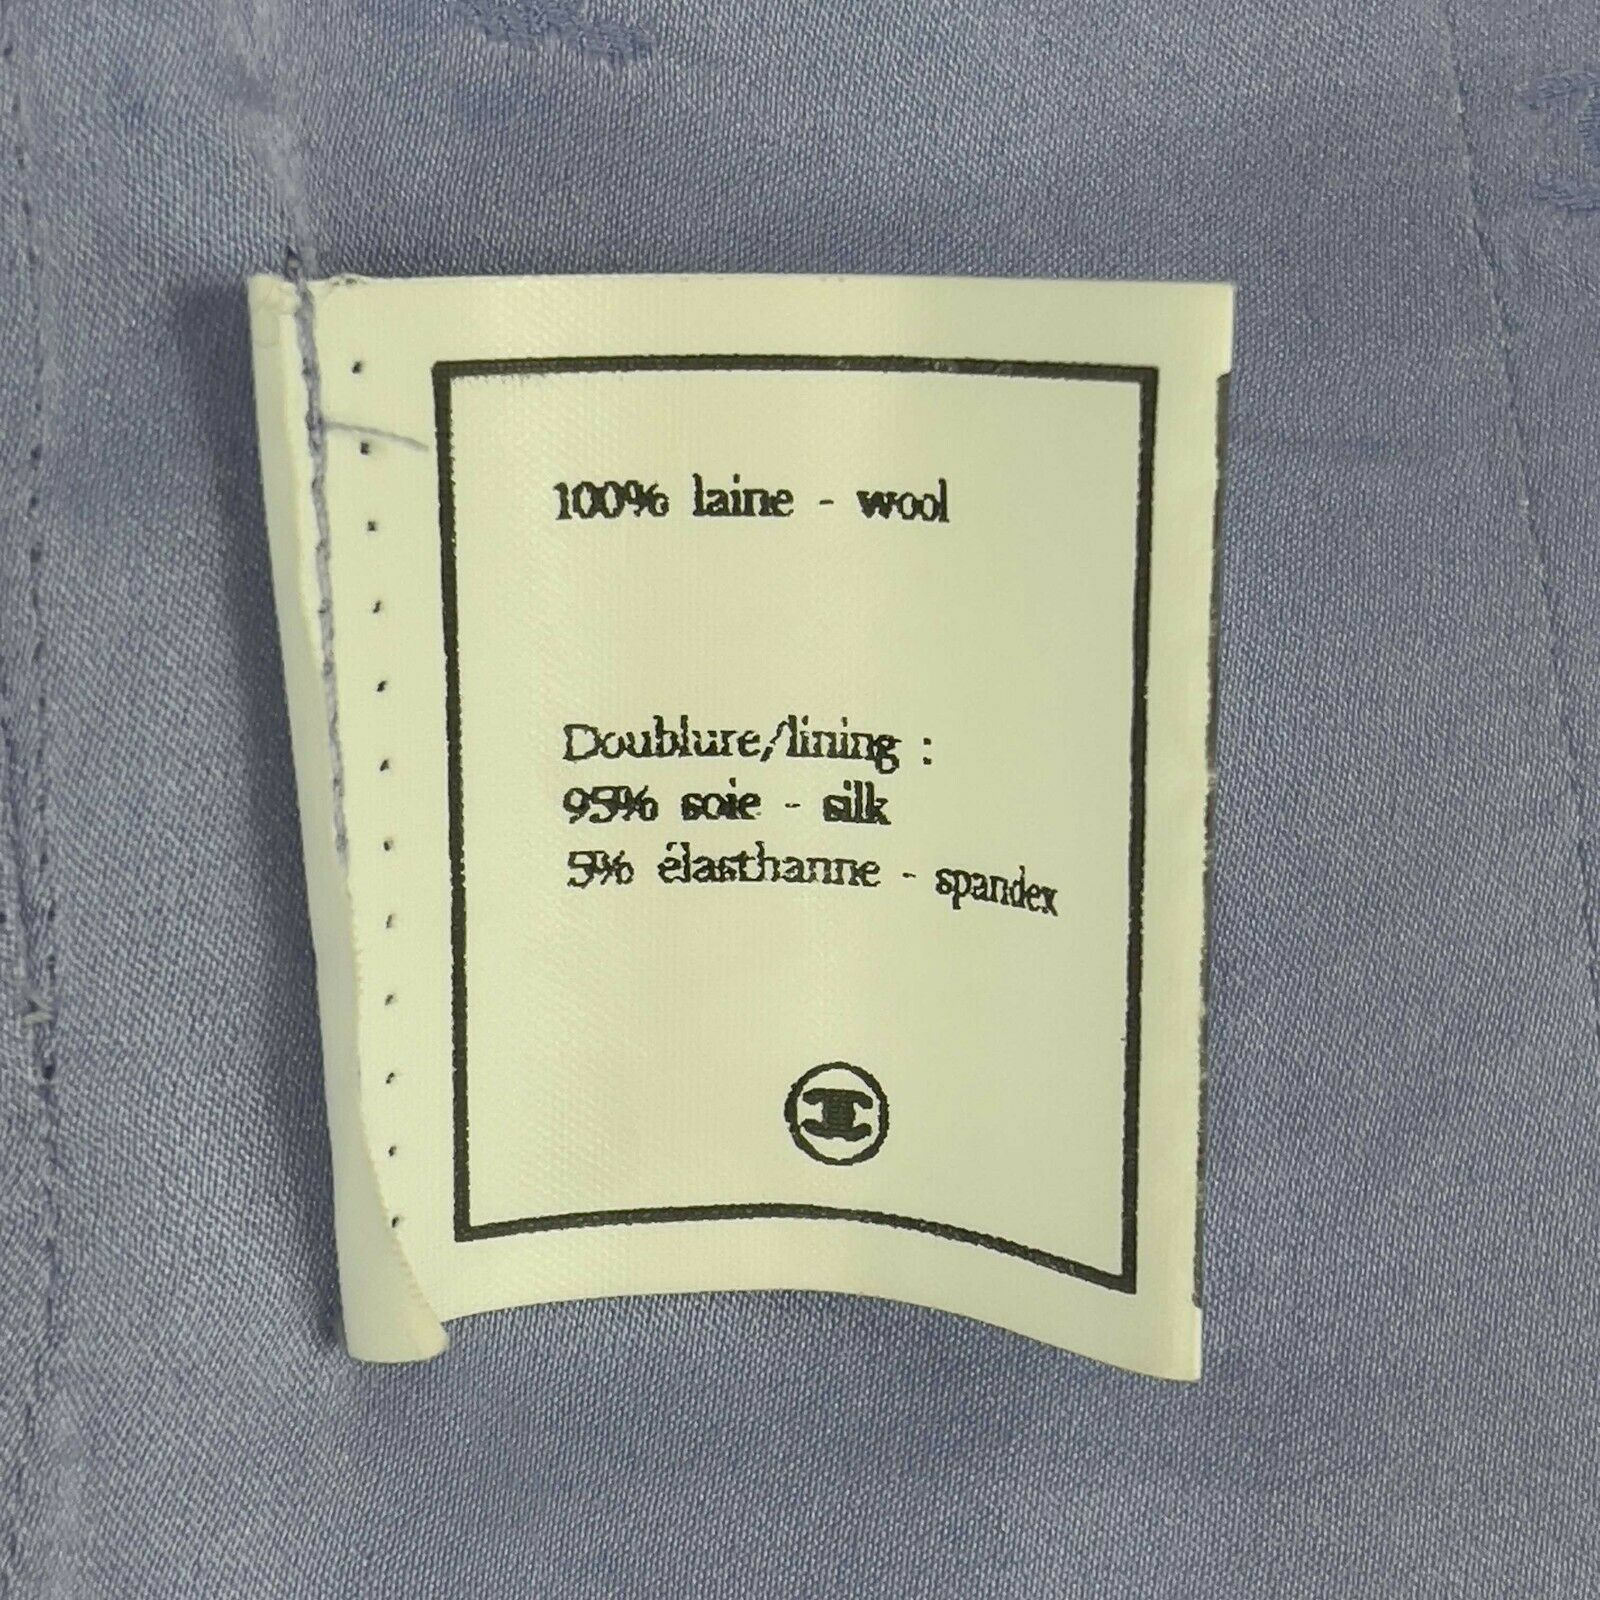 100% laine - wool
Doublure/lining :
95% soie - silk
5% élasthanne - spandex